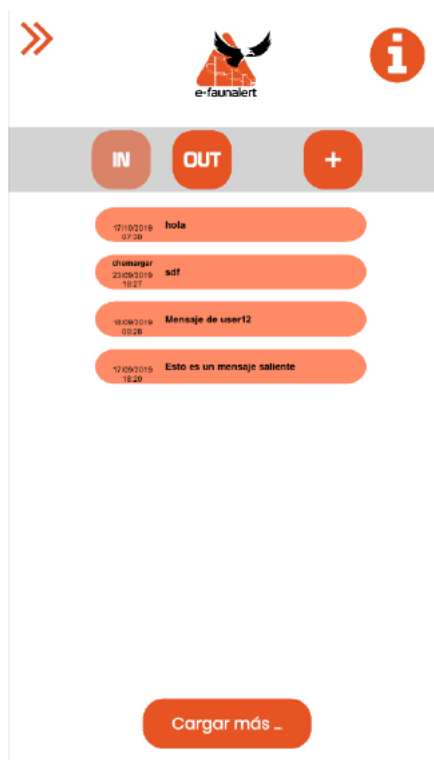 e-faunalert
IN
OUT
+
17/10/2019
07:30
hola
chemargar
23/09/2019
18:27
sdf
18/09/2019
09:28
Mensaje de user12
17/09/2019
18:20
Esto es un mensaje saliente
Cargar más ...